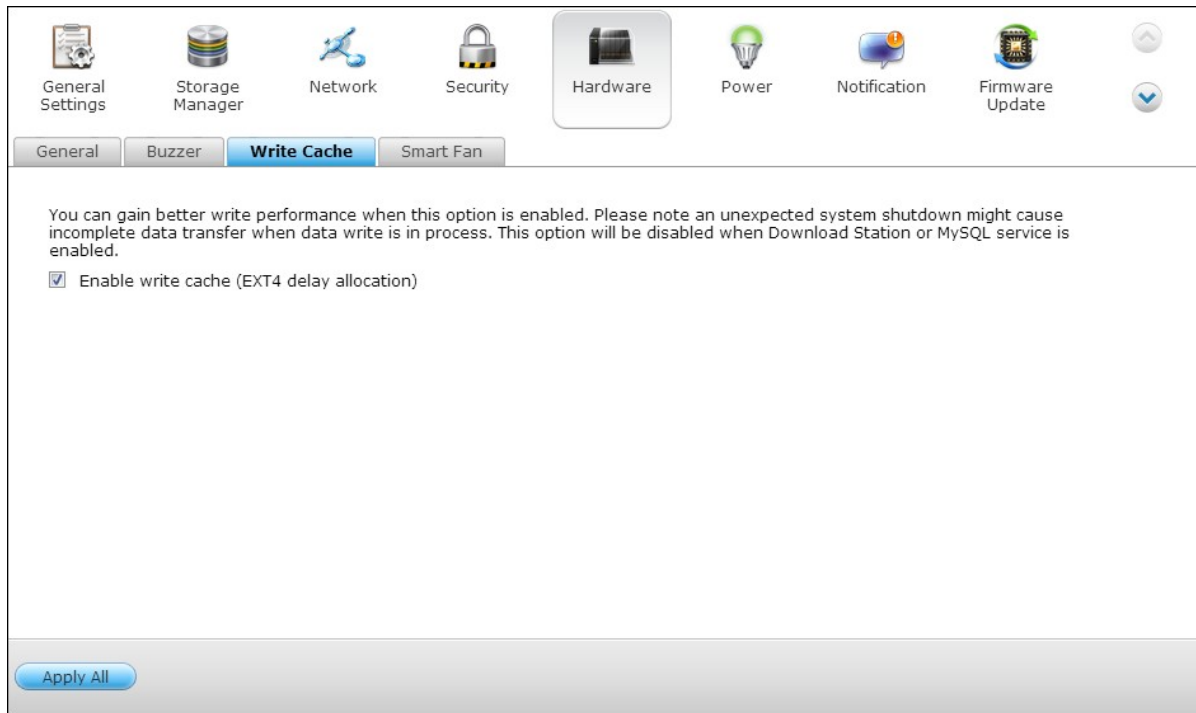 General
Settings
Storage
Manager
Network
Security
Hardware
Power
Notification
Firmware
Update
General
Buzzer
Write Cache
Smart Fan
You can gain better write performance when this option is enabled. Please note an unexpected system shutdown might cause
incomplete data transfer when data write is in process. This option will be disabled when Download Station or MySQL service is
enabled.
Enable write cache (EXT4 delay allocation)
Apply All